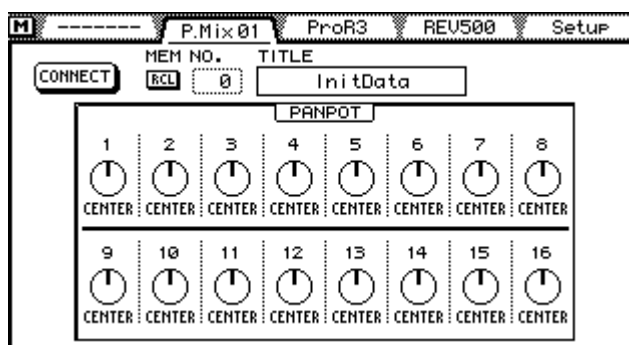 M ------- P.Mix01 ProR3 REV500 Setup
MEM NO. TITLE
CONNECT RCL 0 InitData
PANPOT
1 2 3 4 5 6 7 8
CENTER CENTER CENTER CENTER CENTER CENTER CENTER CENTER
9 10 11 12 13 14 15 16
CENTER CENTER CENTER CENTER CENTER CENTER CENTER CENTER